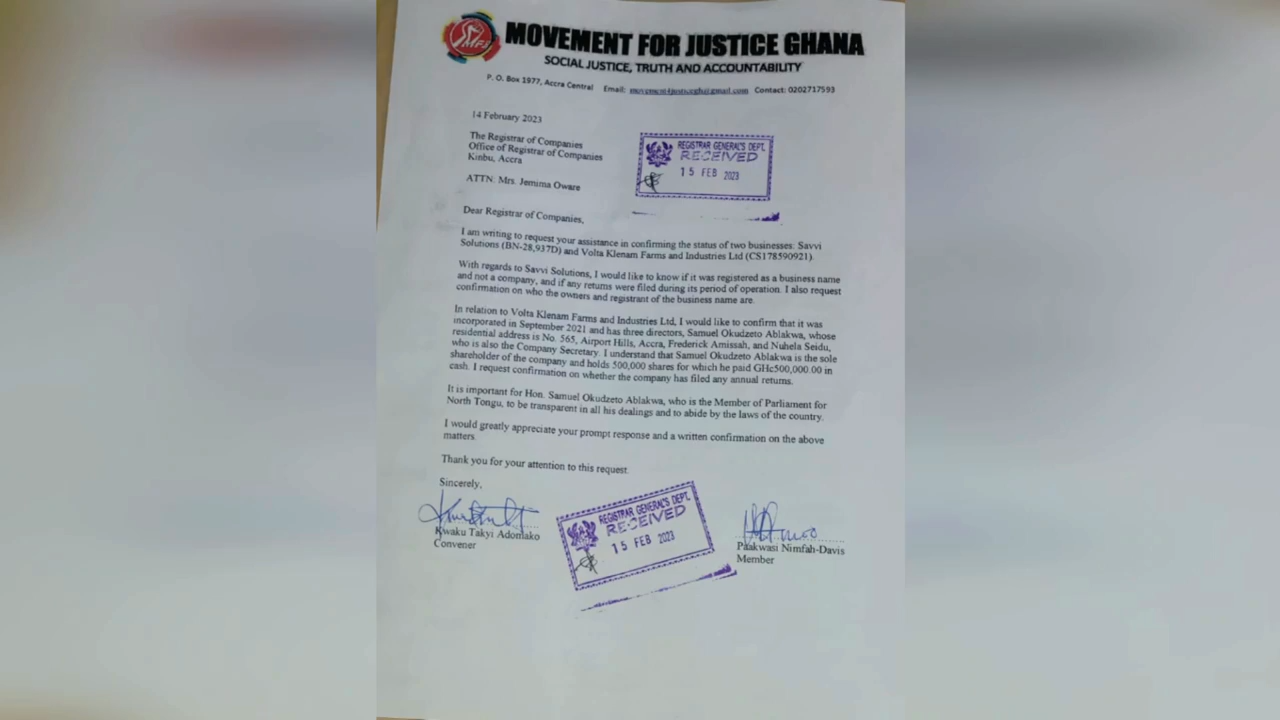 MFJ
MOVEMENT FOR JUSTICE GHANA
SOCIAL JUSTICE, TRUTH AND ACCOUNTABILITY
P. O. Box 1977, Accra Central Email: movement4justicegh@gmail.com Contact: 0202717593
14 February 2023
The Registrar of Companies
Office of Registrar of Companies
Kinbu, Accra
ATTN: Mrs. Jemima Oware
REGISTRAR GENERAL'S DEPT.
RECEIVED
15 FEB 2023
Dear Registrar of Companies,
I am writing to request your assistance in confirming the status of two businesses: Savvi
Solutions (BN-28,937D) and Volta Klenam Farms and Industries Ltd (CS178590921).
With regards to Savvi Solutions, I would like to know if it was registered as a business name
and not a company, and if any returns were filed during its period of operation. I also request
confirmation on who the owners and registrant of the business name are.
In relation to Volta Klenam Farms and Industries Ltd, I would like to confirm that it was
incorporated in September 2021 and has three directors, Samuel Okudzeto Ablakwa, whose
residential address is No. 565, Airport Hills, Accra, Frederick Amissah, and Nuhela Seidu,
who is also the Company Secretary. I understand that Samuel Okudzeto Ablakwa is the sole
shareholder of the company and holds 500,000 shares for which he paid GHc500,000.00 in
cash. I request confirmation on whether the company has filed any annual returns.
It is important for Hon. Samuel Okudzeto Ablakwa, who is the Member of Parliament for
North Tongu, to be transparent in all his dealings and to abide by the laws of the country.
I would greatly appreciate your prompt response and a written confirmation on the above
matters.
Thank you for your attention to this request.
Sincerely,
Kwaku Takyi Adomako
Convener
REGISTRAR GENERAL'S DEPT.
RECEIVED
15 FEB 2023
Paakwasi Nimfah-Davis
Member